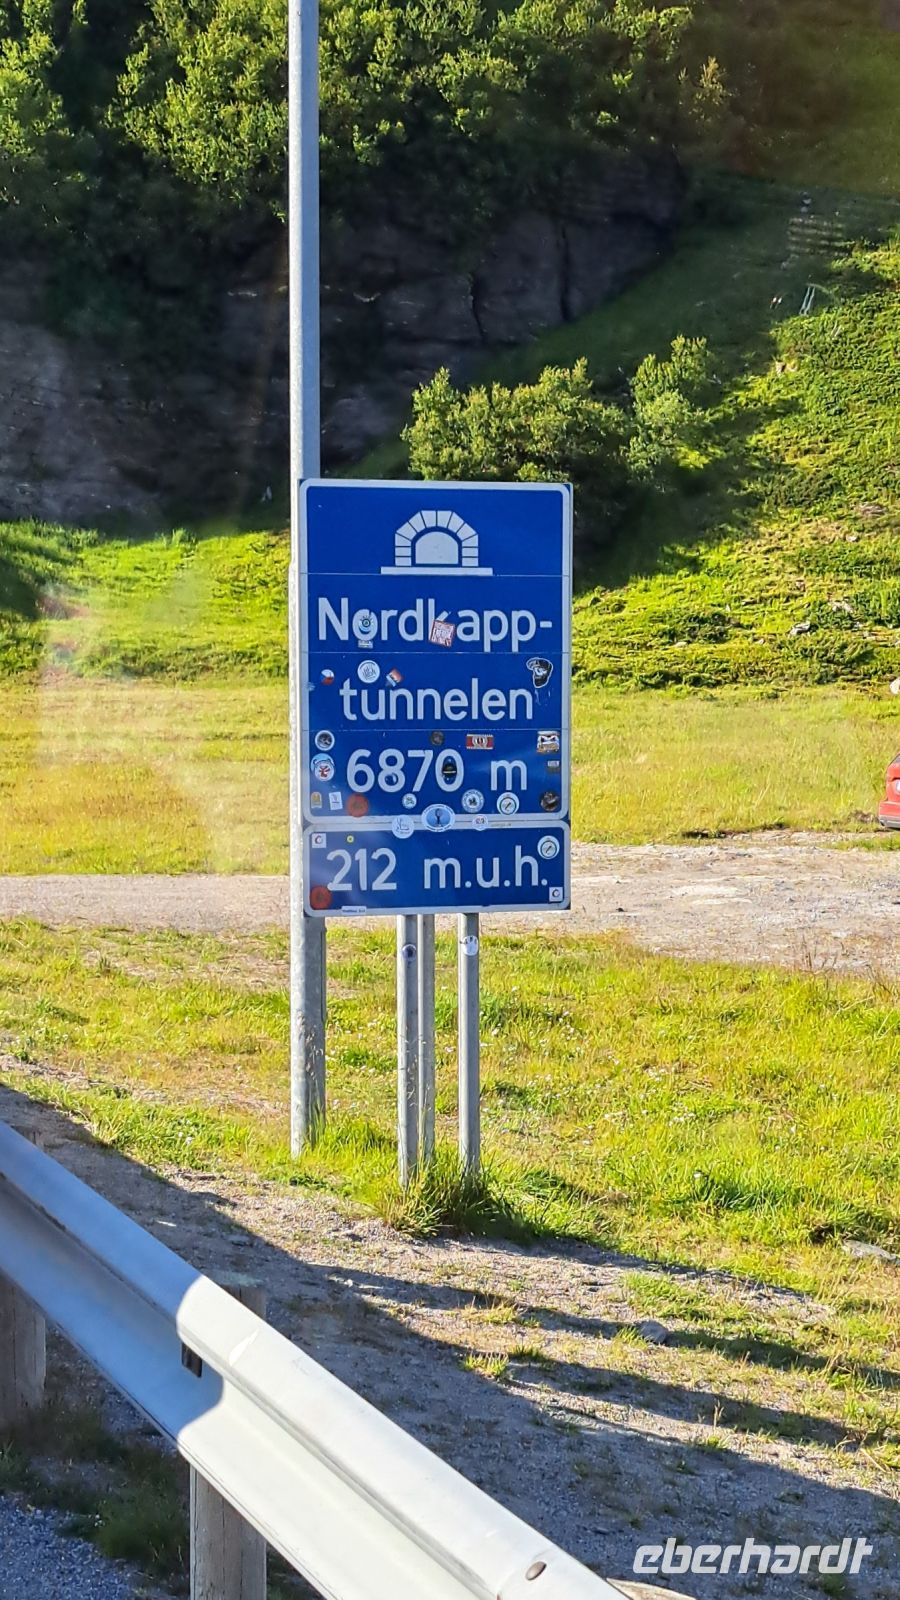 Nordkapp-
tunnelen
6870 m
212 m.u.h.
eberhardt